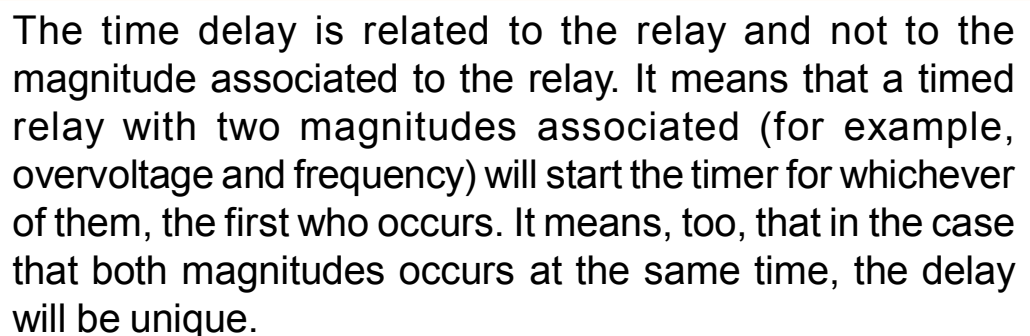 The time delay is related to the relay and not to the
magnitude associated to the relay. It means that a timed
relay with two magnitudes associated (for example,
overvoltage and frequency) will start the timer for whichever
of them, the first who occurs. It means, too, that in the case
that both magnitudes occurs at the same time, the delay
will be unique.